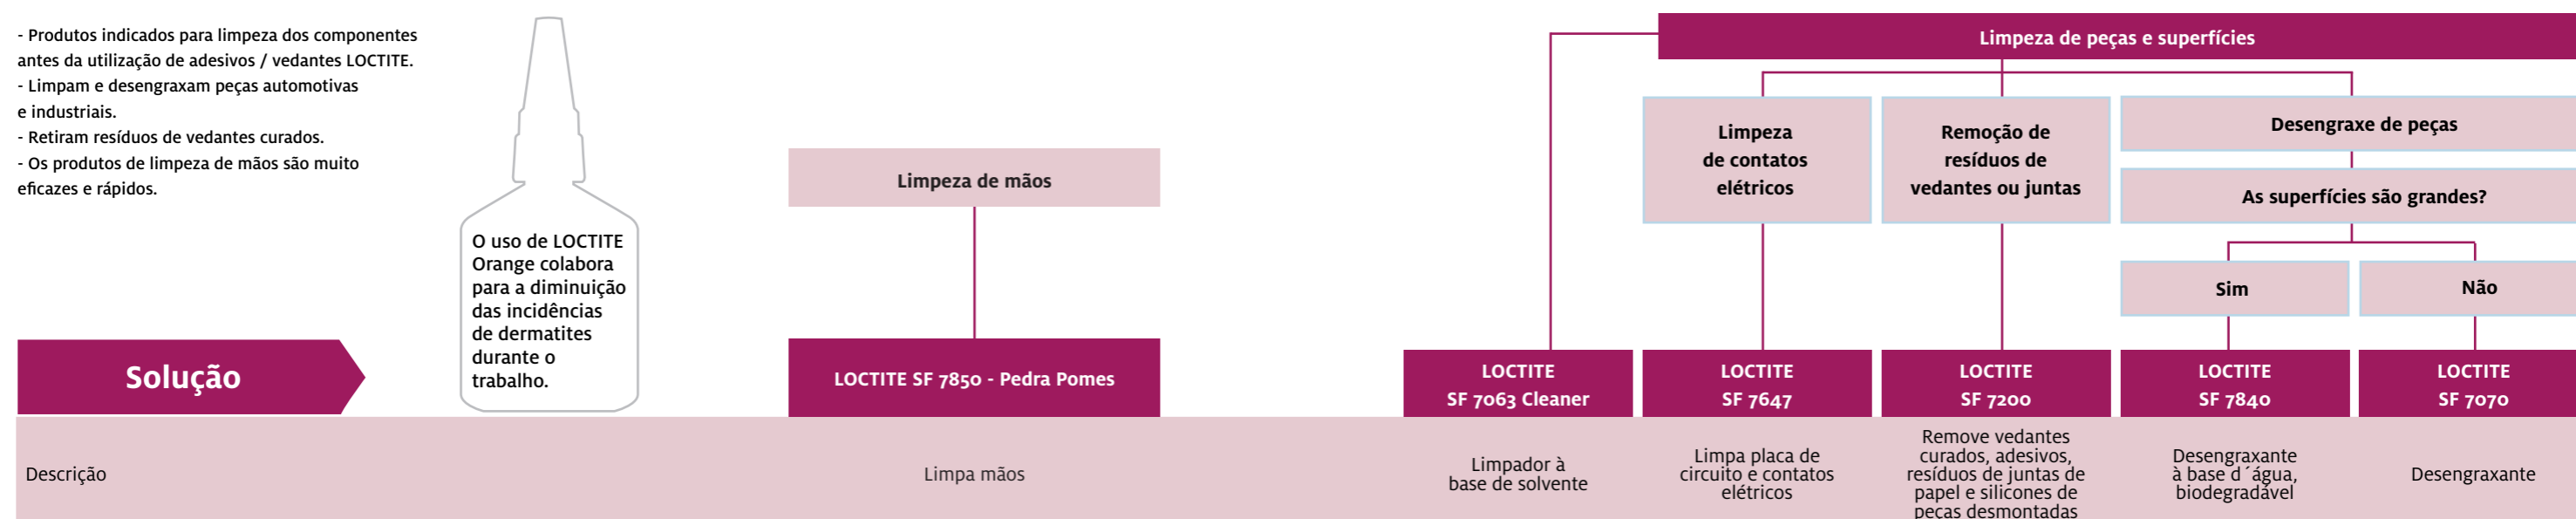 - Produtos indicados para limpeza dos componentes
antes da utilização de adesivos / vedantes LOCTITE.
- Limpam e desengraxam peças automotivas
e industriais.
- Retiram resíduos de vedantes curados.
- Os produtos de limpeza de mãos são muito
eficazes e rápidos.
O uso de LOCTITE
Orange colabora
para a diminuição
das incidências
de dermatites
durante o
trabalho.
Limpeza de mãos
Limpeza de peças e superfícies
Limpeza
de contatos
elétricos
Remoção de
resíduos de
vedantes ou juntas
Desengraxe de peças
As superfícies são grandes?
Sim
Não
Solução
LOCTITE SF 7850 - Pedra Pomes
LOCTITE
SF 7063 Cleaner
LOCTITE
SF 7647
LOCTITE
SF 7200
LOCTITE
SF 7840
LOCTITE
SF 7070
Descrição
Limpa mãos
Limpador à
base de solvente
Limpa placa de
circuito e contatos
elétricos
Remove vedantes
curados, adesivos,
resíduos de juntas de
papel e silicones de
peças desmontadas
Desengraxante
à base d´água,
biodegradável
Desengraxante